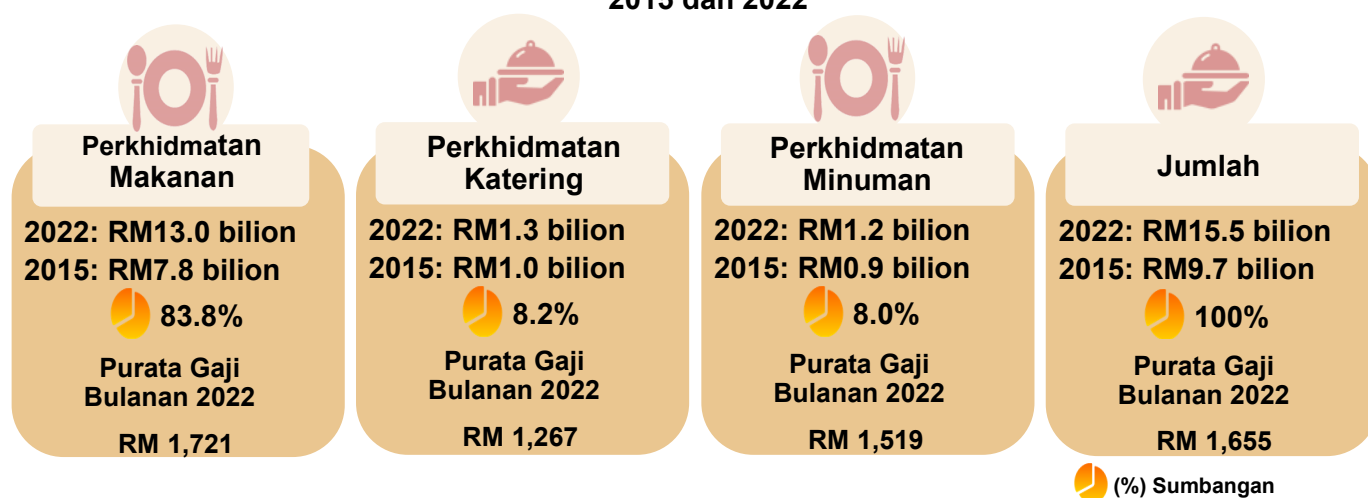 2015 dan 2022
Perkhidmatan
Makanan
2022: RM13.0 bilion
2015: RM7.8 bilion
83.8%
Purata Gaji
Bulanan 2022
RM 1,721
Perkhidmatan
Katering
2022: RM1.3 bilion
2015: RM1.0 bilion
8.2%
Purata Gaji
Bulanan 2022
RM 1,267
Perkhidmatan
Minuman
2022: RM1.2 bilion
2015: RM0.9 bilion
8.0%
Purata Gaji
Bulanan 2022
RM 1,519
Jumlah
2022: RM15.5 bilion
2015: RM9.7 bilion
100%
Purata Gaji
Bulanan 2022
RM 1,655
(%) Sumbangan